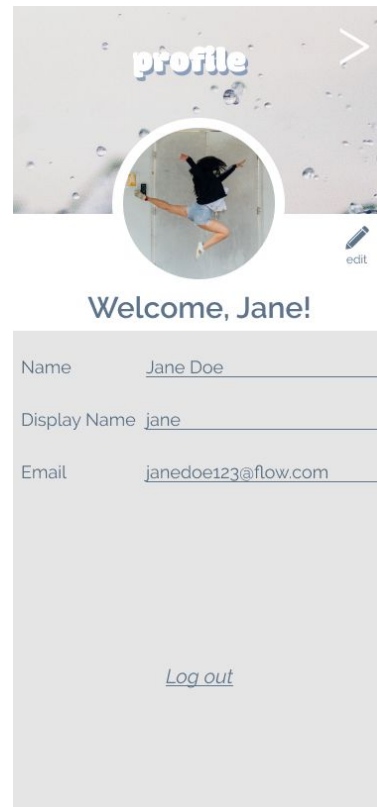 profile
edit
Welcome, Jane!
Name Jane Doe
Display Name jane
Email janedoe123@flow.com
Log out